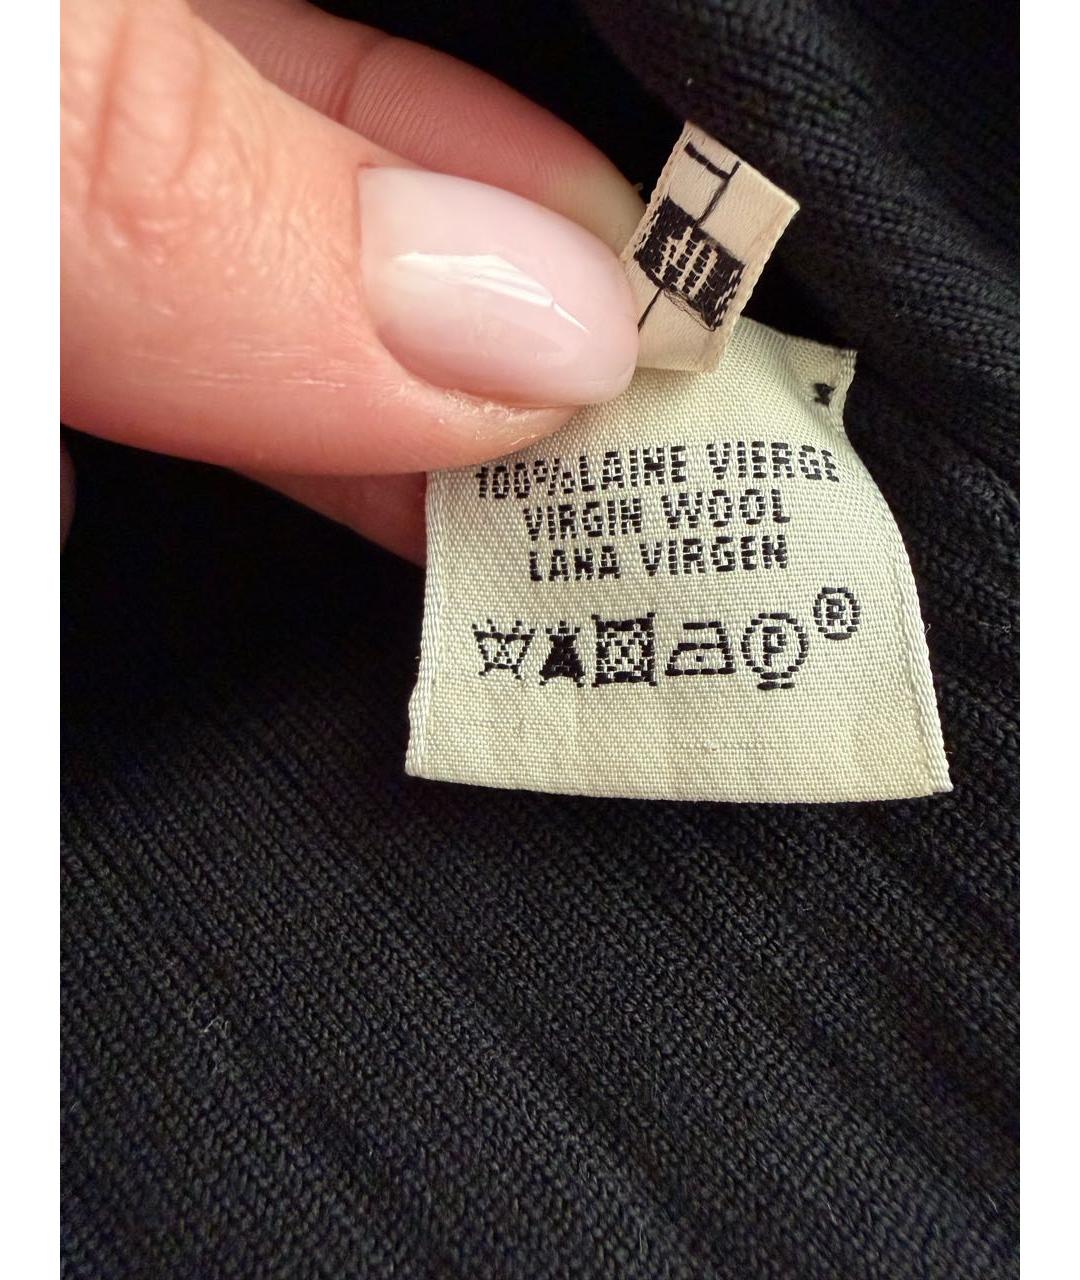 100%LAINE VIERGE
VIRGIN WOOL
LANA VIRGEN
P ®